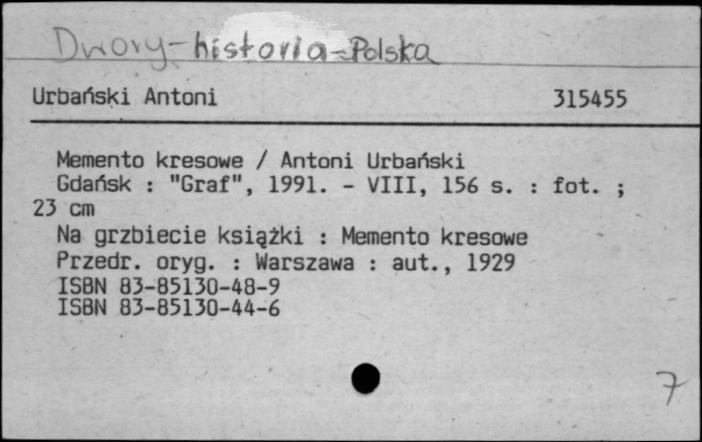 Dwory-historia-Polska
Urbański Antoni 315455
Memento kresowe / Antoni Urbański
Gdańsk : "Graf", 1991. - VIII, 156 s. : fot. ;
23 cm
Na grzbiecie książki : Memento kresowe
Przedr. oryg. : Warszawa : aut., 1929
ISBN 83-85130-48-9
ISBN 83-85130-44-6
7